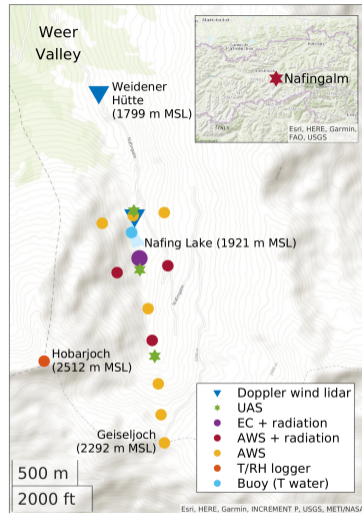 Weer
Valley
Weidener
Hütte
(1799 m MSL)
Nafingalm
Esri, HERE, Garmin,
FAO, USGS
Nafing Lake (1921 m MSL)
Hobarjoch
(2512 m MSL)
Geiseljoch
(2292 m MSL)
Doppler wind lidar
UAS
EC + radiation
AWS + radiation
AWS
T/RH logger
Buoy (T water)
500 m
2000 ft
Esri, HERE, Garmin, INCREMENT P, USGS, METI/NASA